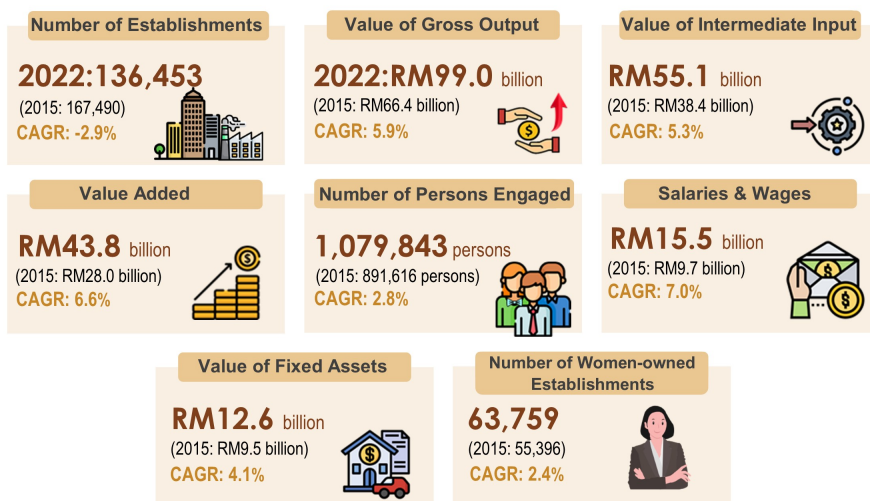 Number of Establishments
2022:136,453
(2015: 167,490)
CAGR: -2.9%
Value of Gross Output
2022:RM99.0 billion
(2015: RM66.4 billion)
CAGR: 5.9%
Value of Intermediate Input
RM55.1 billion
(2015: RM38.4 billion)
CAGR: 5.3%
Value Added
RM43.8 billion
(2015: RM28.0 billion)
CAGR: 6.6%
Number of Persons Engaged
1,079,843 persons
(2015: 891,616 persons)
CAGR: 2.8%
Salaries & Wages
RM15.5 billion
(2015: RM9.7 billion)
CAGR: 7.0%
Value of Fixed Assets
RM12.6 billion
(2015: RM9.5 billion)
CAGR: 4.1%
Number of Women-owned
Establishments
63,759
(2015: 55,396)
CAGR: 2.4%